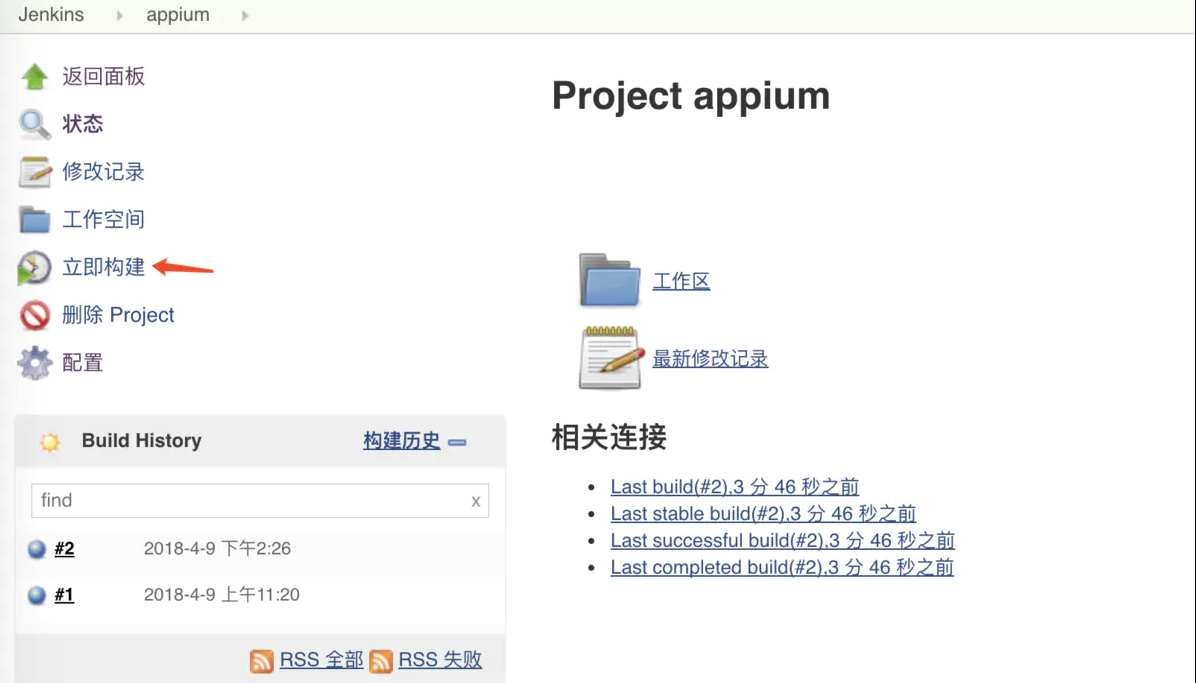 Jenkins appium
返回面板
状态
修改记录
工作空间
立即构建
删除 Project
配置
Build History 构建历史
find x
#2 2018-4-9 下午2:26
#1 2018-4-9 上午11:20
RSS 全部 RSS 失败
Project appium
工作区
最新修改记录
相关连接
Last build(#2),3 分 46 秒之前
Last stable build(#2),3 分 46 秒之前
Last successful build(#2),3 分 46 秒之前
Last completed build(#2),3 分 46 秒之前